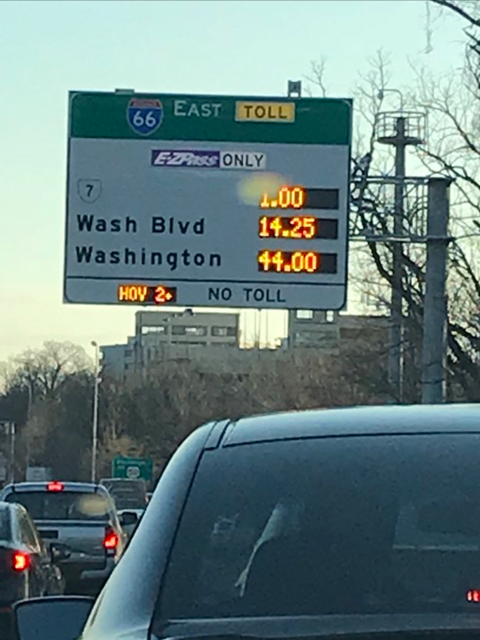 66 EAST TOLL
E-ZPass ONLY
7 1.00
Wash Blvd 14.25
Washington 44.00
HOV 2+ NO TOLL